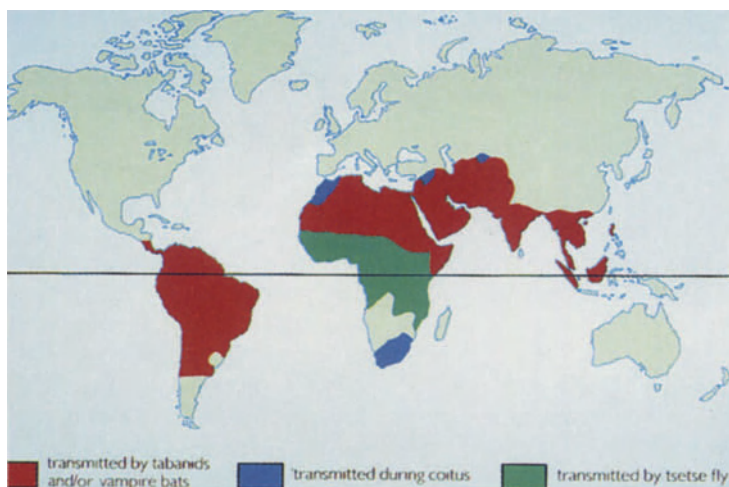 transmitted by tabanids
and/or vampire bats
'transmitted during coitus
transmitted by tsetse fly